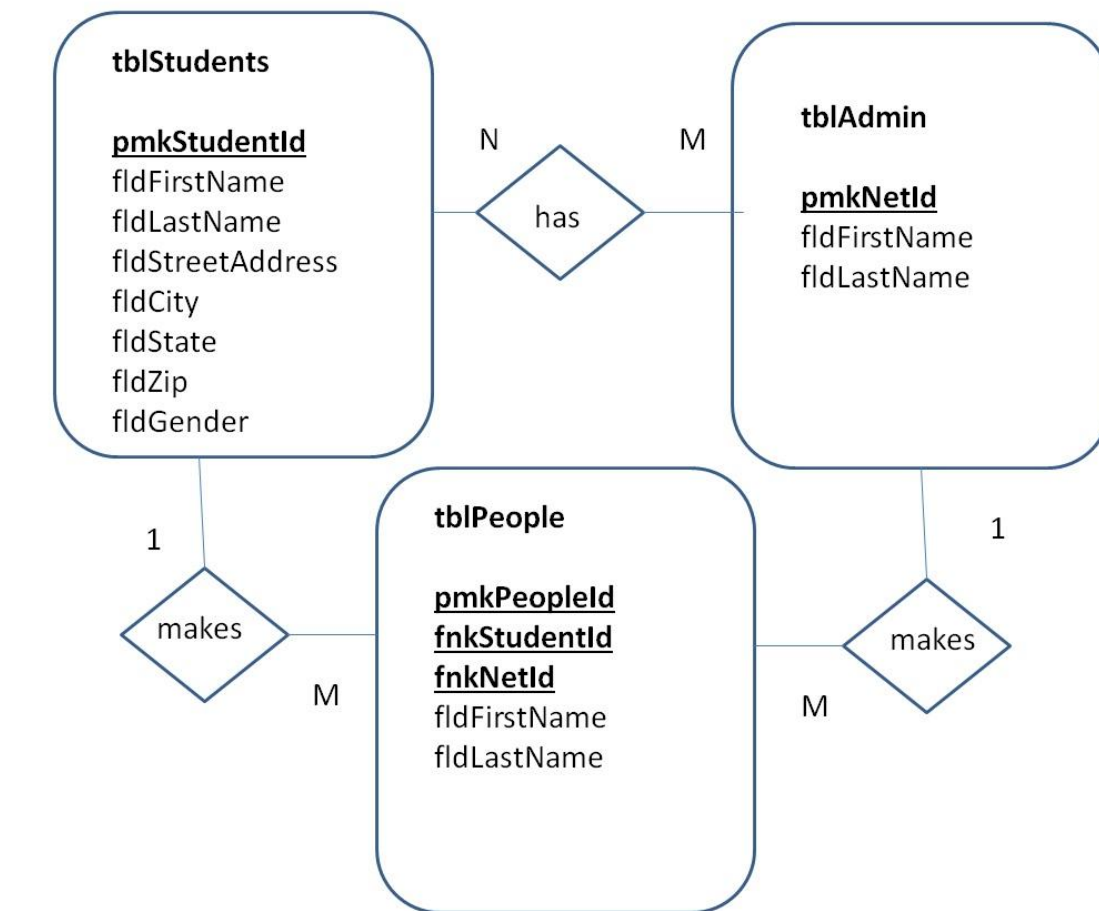 tblStudents
pmkStudentId
fldFirstName
fldLastName
fldStreetAddress
fldCity
fldState
fldZip
fldGender
N
has
M
tblAdmin
pmkNetId
fldFirstName
fldLastName
1
makes
M
tblPeople
pmkPeopleId
fnkStudentId
fnkNetId
fldFirstName
fldLastName
1
makes
M